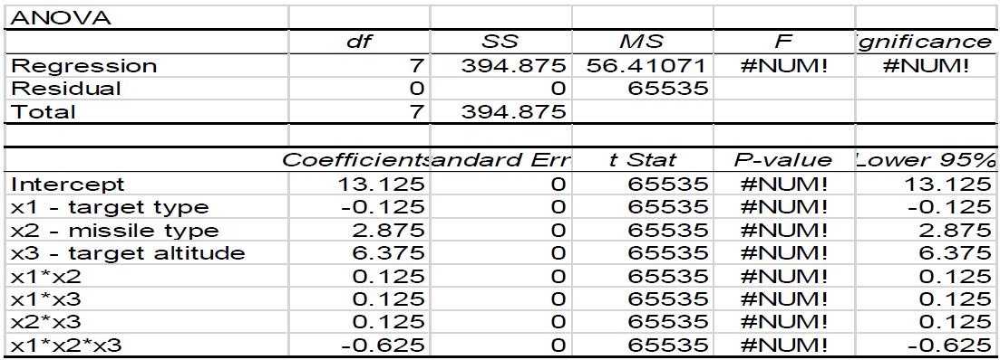 ANOVA
df SS MS F ignificance
Regression 7 394.875 56.41071 #NUM! #NUM!
Residual 0 0 65535
Total 7 394.875
Coefficients andard Err t Stat P-value Lower 95%
Intercept 13.125 0 65535 #NUM! 13.125
x1 - target type -0.125 0 65535 #NUM! -0.125
x2 - missile type 2.875 0 65535 #NUM! 2.875
x3 - target altitude 6.375 0 65535 #NUM! 6.375
x1*x2 0.125 0 65535 #NUM! 0.125
x1*x3 0.125 0 65535 #NUM! 0.125
x2*x3 0.125 0 65535 #NUM! 0.125
x1*x2*x3 -0.625 0 65535 #NUM! -0.625